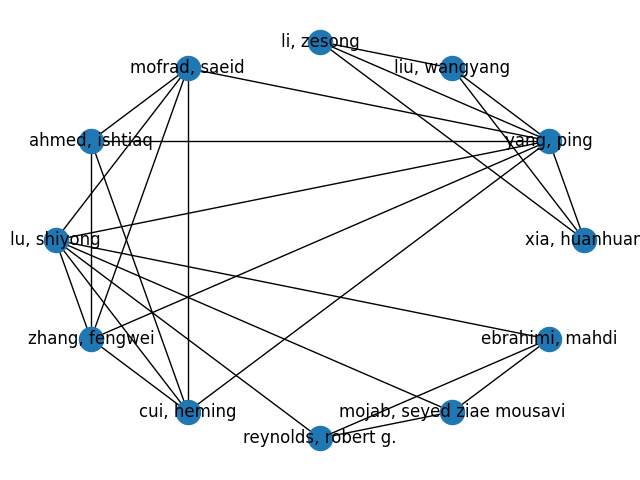 li, zesong
mofrad, saeid
liu, wangyang
ahmed, ishtiaq
yang, ping
lu, shiyong
xia, huanhuan
zhang, fengwei
ebrahimi, mahdi
cui, heming
mojab, seyed ziae mousavi
reynolds, robert g.